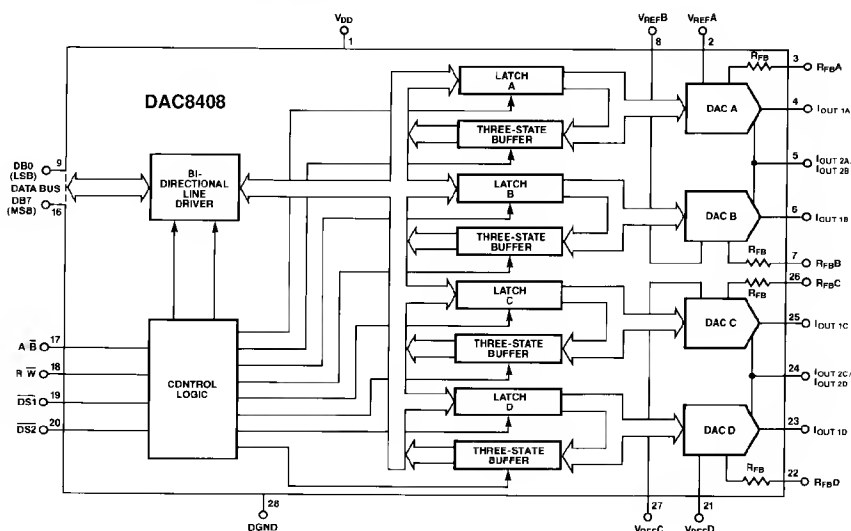 VDD
1
VREFB
8
VREFA
2
DAC8408
LATCH
A
THREE-STATE
BUFFER
RFB
3
RFBA
DAC A
4
IOUT 1A
5
IOUT 2A/
IOUT 2B
DB0
9
(LSB)
DATA BUS
DB7
16
(MSB)
BI-
DIRECTIONAL
LINE
DRIVER
LATCH
B
THREE-STATE
BUFFER
DAC B
6
IOUT 1B
RFB
7
RFBB
RFB
26
RFBC
LATCH
C
THREE-STATE
BUFFER
DAC C
25
IOUT 1C
24
IOUT 2C/
IOUT 2D
A B̅
17
R W̅
18
D̅S̅1̅
19
D̅S̅2̅
20
CONTROL
LOGIC
LATCH
D
THREE-STATE
BUFFER
DAC D
23
IOUT 1D
RFB
22
RFBD
28
DGND
27
VREFC
21
VREFD